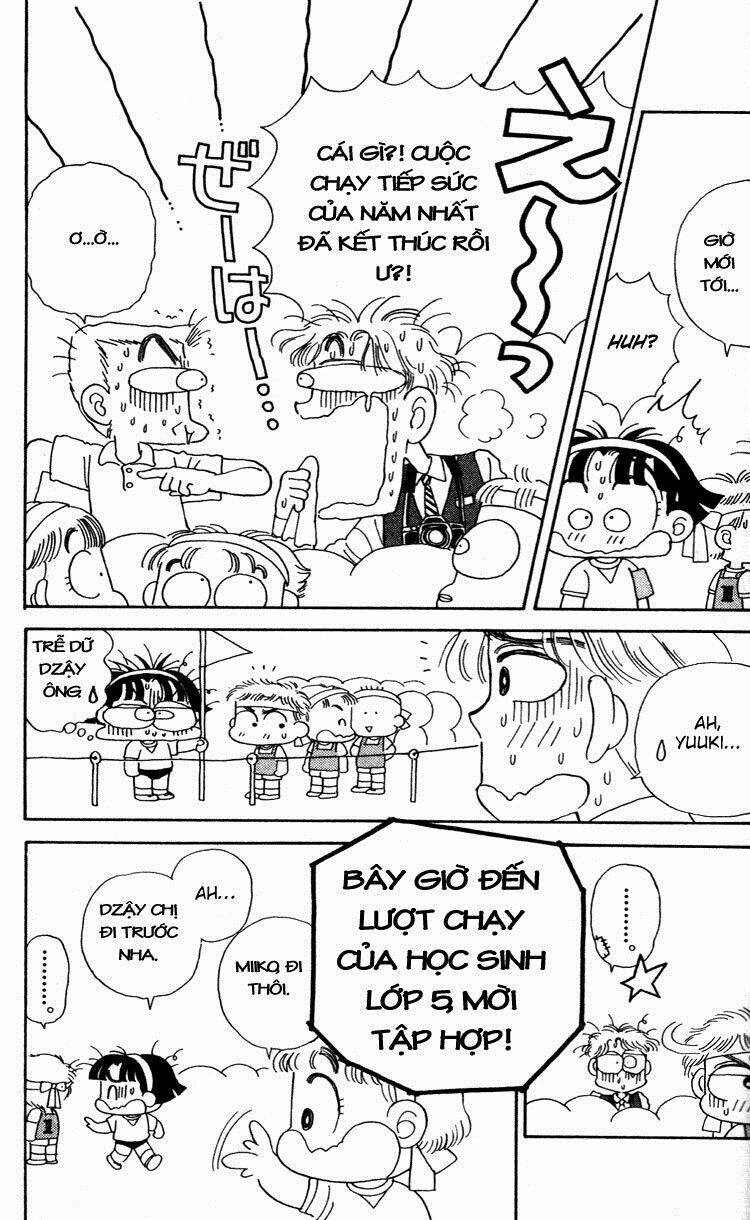 GIỜ
MỚI
TỚI...
HUH?
え〜〜っ
CÁI GÌ?! CUỘC
CHẠY TIẾP SỨC
CỦA NĂM NHẤT
ĐÃ KẾT THÚC RỒI
Ư?!
ぜーはー…
Ơ...Ờ...
1
AH,
YUUKI...
TRỄ DỮ
DZẬY
ÔNG
.......
BÂY GIỜ ĐẾN
LƯỢT CHẠY
CỦA HỌC SINH
LỚP 5, MỜI
TẬP HỢP!
MIIKO, ĐI
THÔI.
AH...
DZẬY CHỊ
ĐI TRƯỚC
NHA.
.......
1